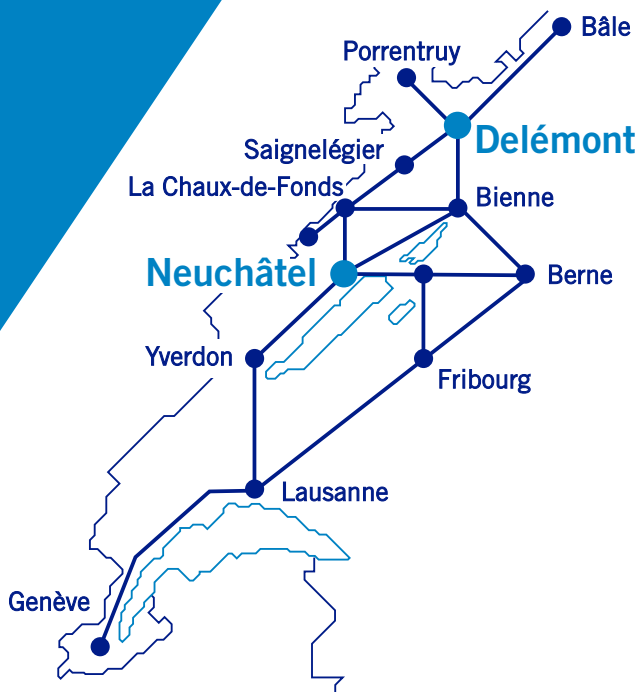 Bâle
Porrentruy
Delémont
Saignelégier
La Chaux-de-Fonds
Bienne
Neuchâtel
Berne
Yverdon
Fribourg
Lausanne
Genève